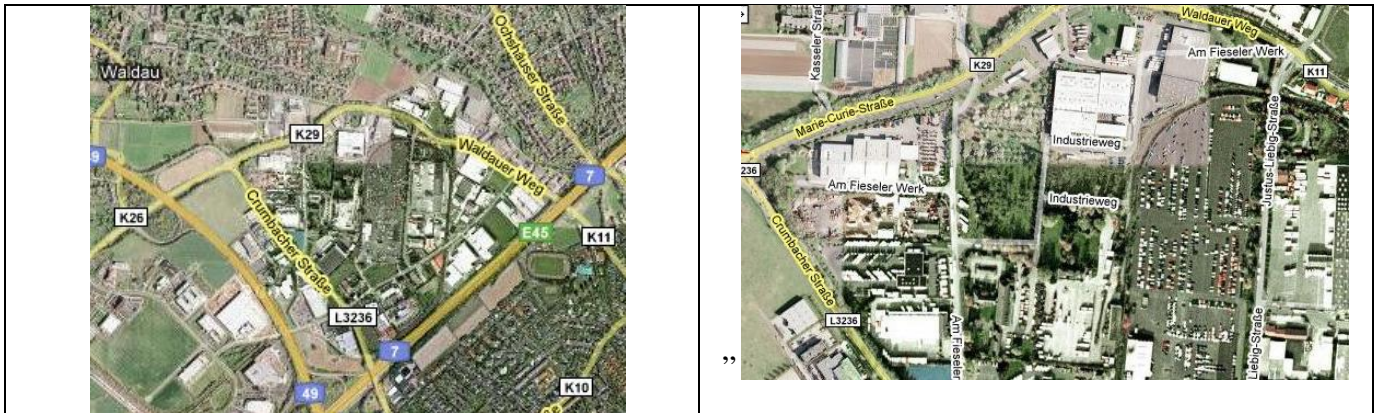 Ochshäuser Straße
Waldau
K29
Waldauer Weg
49
7
K26
E45
K11
Crumbacher Straße
L3236
7
49
K10
Kasseler Straß
Waldauer Weg
Am Fieseler Werk
K29
K11
Marie-Curie-Straße
Industrieweg
Justus-Liebig-Straße
236
Am Fieseler Werk
Industrieweg
Crumbacher Straße
L3236
Am Fieseler
Liebig-Straße
”